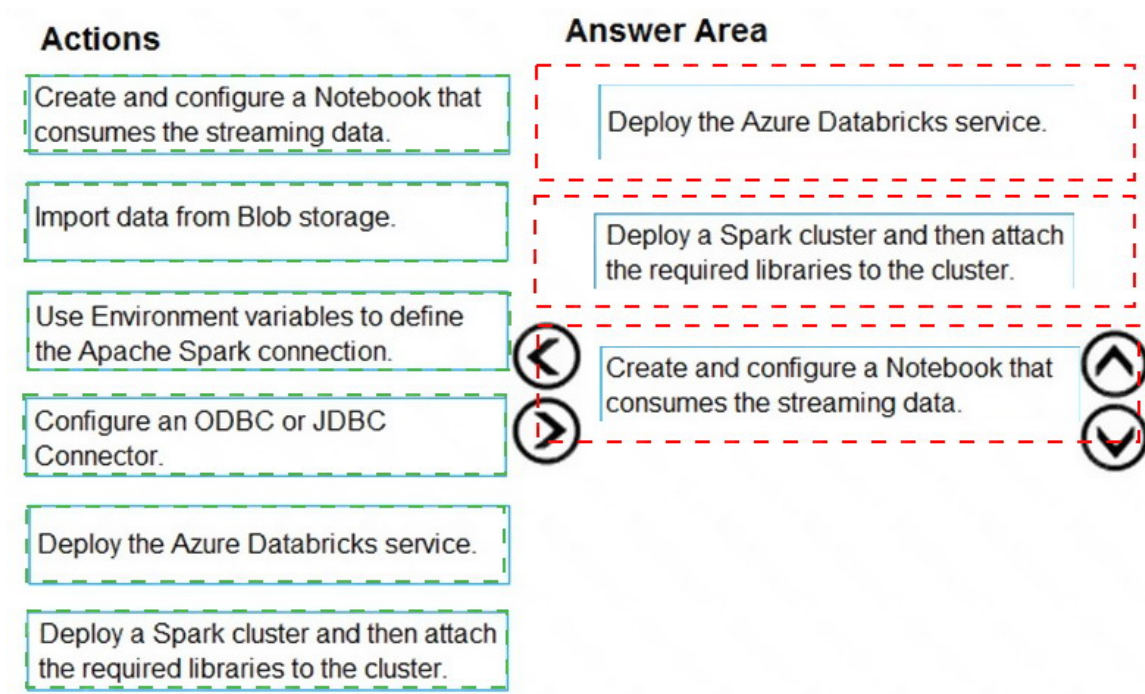 Actions
Create and configure a Notebook that
consumes the streaming data.
Import data from Blob storage.
Use Environment variables to define
the Apache Spark connection.
Configure an ODBC or JDBC
Connector.
Deploy the Azure Databricks service.
Deploy a Spark cluster and then attach
the required libraries to the cluster.
Answer Area
Deploy the Azure Databricks service.
Deploy a Spark cluster and then attach
the required libraries to the cluster.
Create and configure a Notebook that
consumes the streaming data.